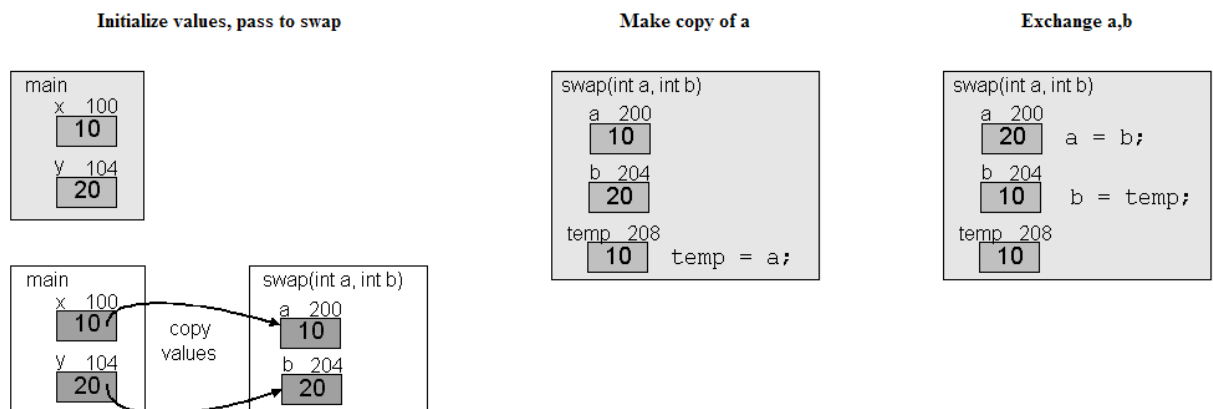 Initialize values, pass to swap
main
x 100
10
y 104
20
main
x 100
10
y 104
20
copy
values
swap(int a, int b)
a 200
10
b 204
20
Make copy of a
swap(int a, int b)
a 200
10
b 204
20
temp 208
10 temp = a;
Exchange a,b
swap(int a, int b)
a 200
20 a = b;
b 204
10 b = temp;
temp 208
10